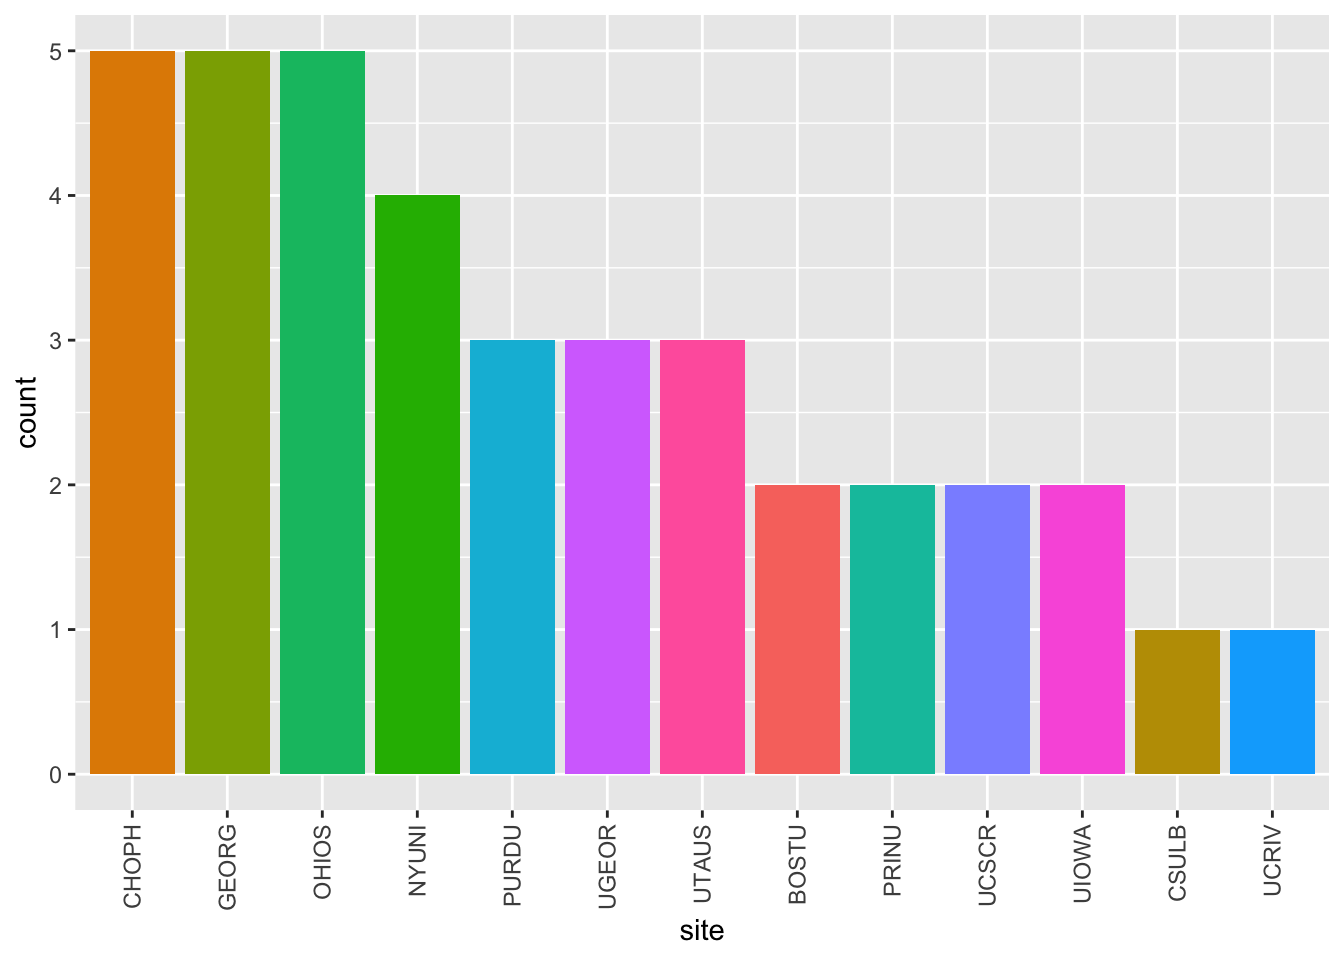 5
4
3
2
1
0
count
CHOPH
GEORG
OHIOS
NYUNI
PURDU
UGEOR
UTAUS
BOSTU
PRINU
UCSCR
UIOWA
CSULB
UCRIV
site